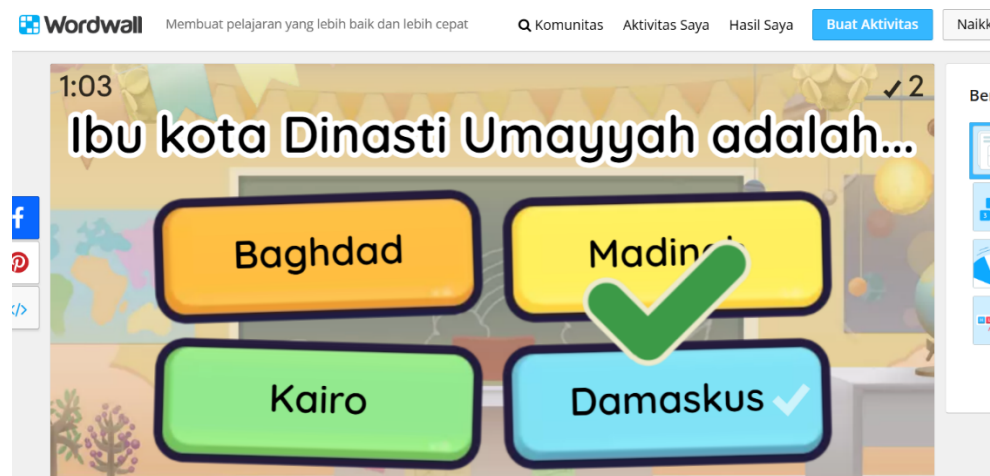 Wordwall Membuat pelajaran yang lebih baik dan lebih cepat Komunitas Aktivitas Saya Hasil Saya Buat Aktivitas
1:03 2
Ibu kota Dinasti Umayyah adalah...
Baghdad
Kairo
Damaskus